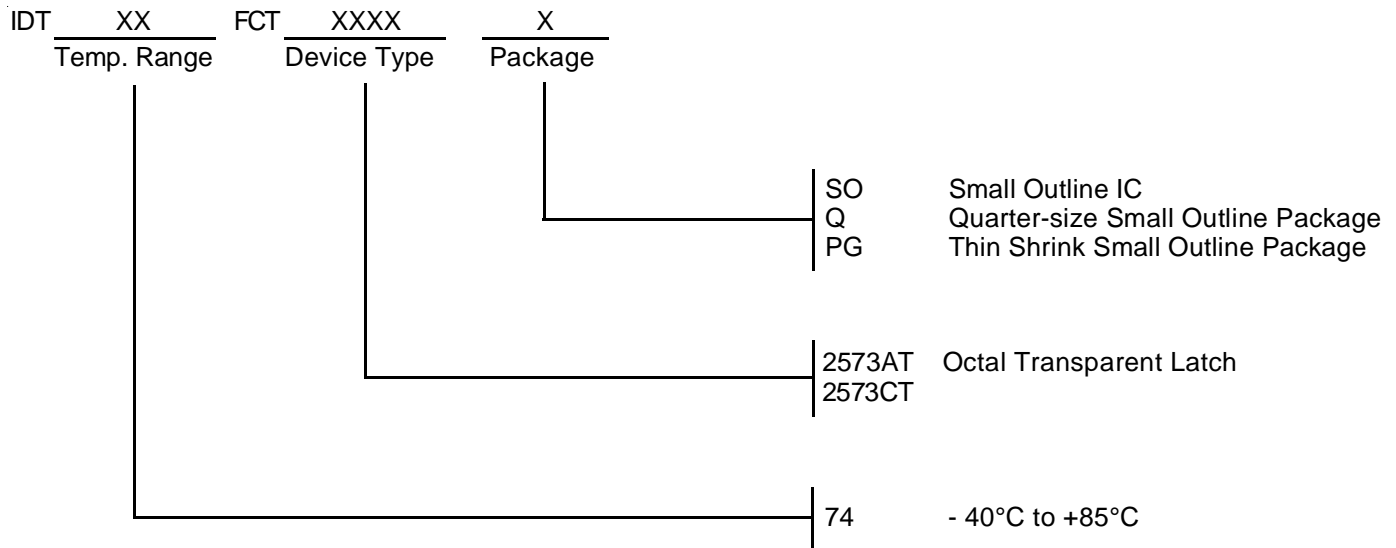 IDT XX FCT XXXX X
Temp. Range Device Type Package
SO Small Outline IC
Q Quarter-size Small Outline Package
PG Thin Shrink Small Outline Package
2573AT Octal Transparent Latch
2573CT
74 - 40°C to +85°C